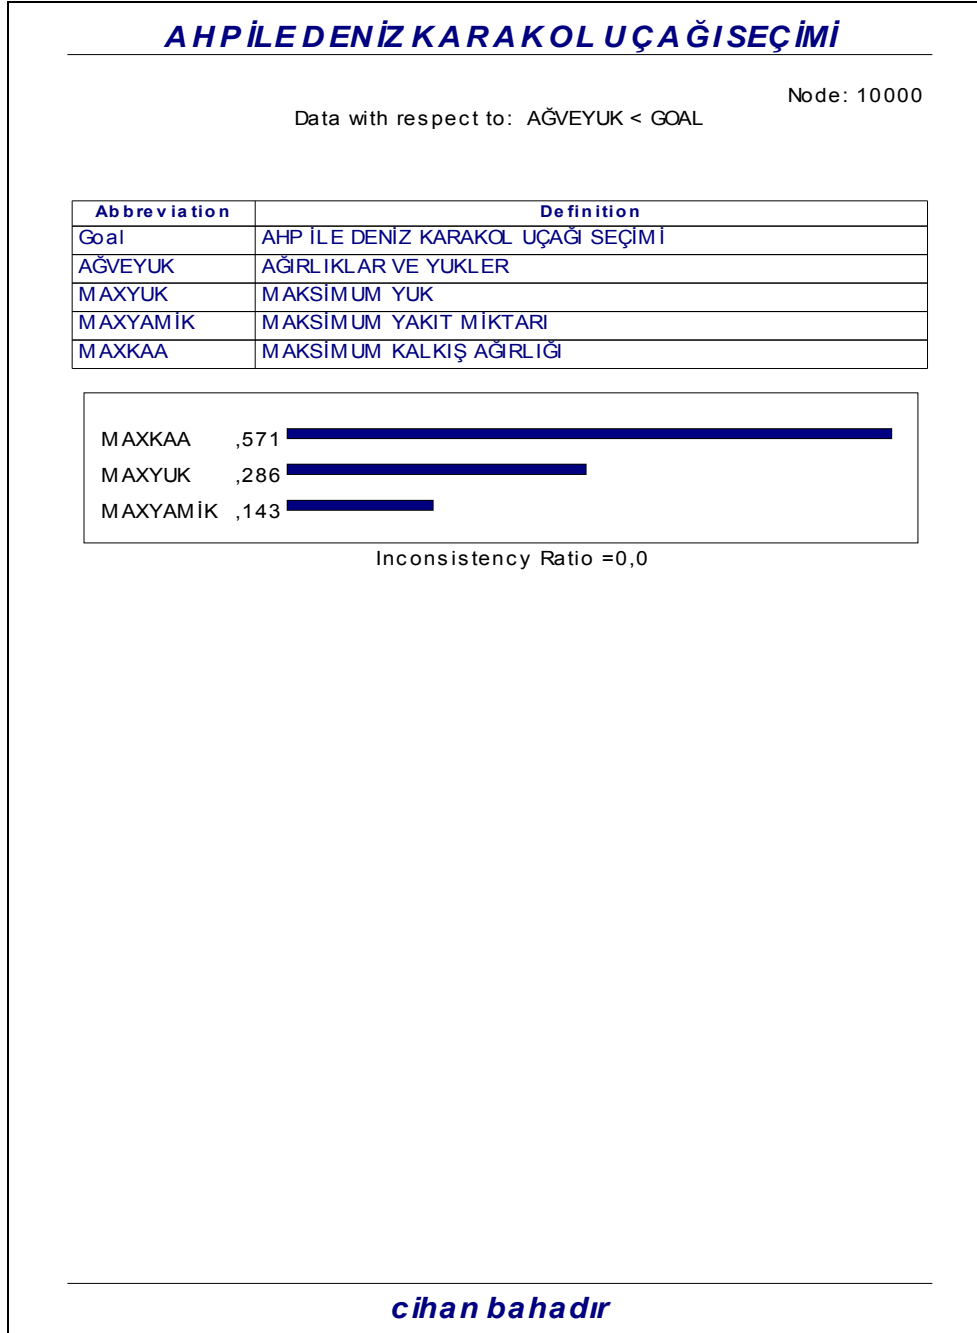 AHP İLE DENİZ KARAKOL UÇAĞI SEÇİMİ
Node: 10000
Data with respect to: AĞVEYUK < GOAL
Abbreviation Definition
Goal AHP İLE DENİZ KARAKOL UÇAĞI SEÇİMİ
AĞVEYUK AĞIRLIKLAR VE YUKLER
MAXYUK MAKSİMUM YUK
MAXYAMİK MAKSİMUM YAKIT MİKTARI
MAXKAA MAKSİMUM KALKIŞ AĞIRLIĞI
MAXKAA ,571
MAXYUK ,286
MAXYAMİK ,143
Inconsistency Ratio =0,0
cihan bahadır